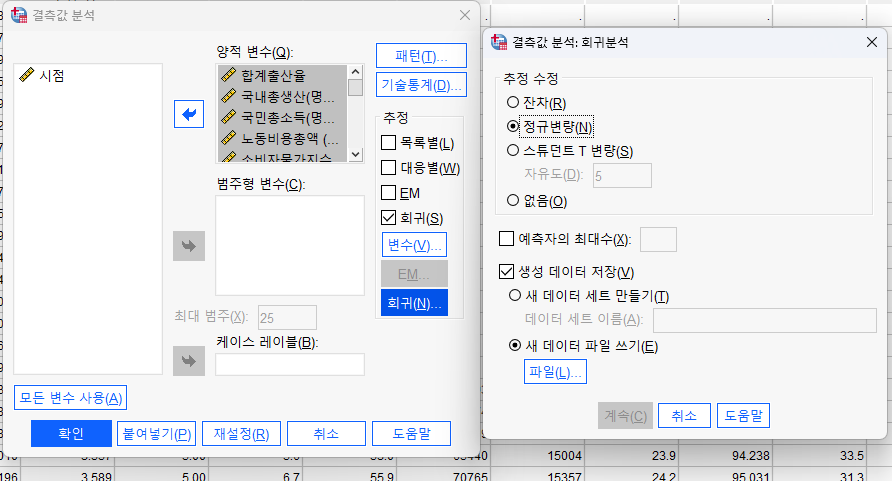 결측값 분석
시점
양적 변수(Q):
합계출산율
국내총생산(명...
국민총소득(명...
노동비용총액 (...
소비자물가지수
범주형 변수(C):
최대 범주(X): 25
케이스 레이블(B):
패턴(T)...
기술통계(D)...
추정
목록별(L)
대응별(W)
EM
회귀(S)
변수(V)...
EM...
회귀(N)...
모든 변수 사용(A)
확인 붙여넣기(P) 재설정(R) 취소 도움말
결측값 분석: 회귀분석
추정 수정
잔차(R)
정규변량(N)
스튜던트 T 변량(S)
자유도(D): 5
없음(O)
예측자의 최대수(X):
생성 데이터 저장(V)
새 데이터 세트 만들기(T)
데이터 세트 이름(A):
새 데이터 파일 쓰기(E)
파일(L)...
계속(C) 취소 도움말
15004 23.9 94.238 33.5
196 3.589 5.00 6.7 55.9 70765 15357 24.2 95.031 31.3